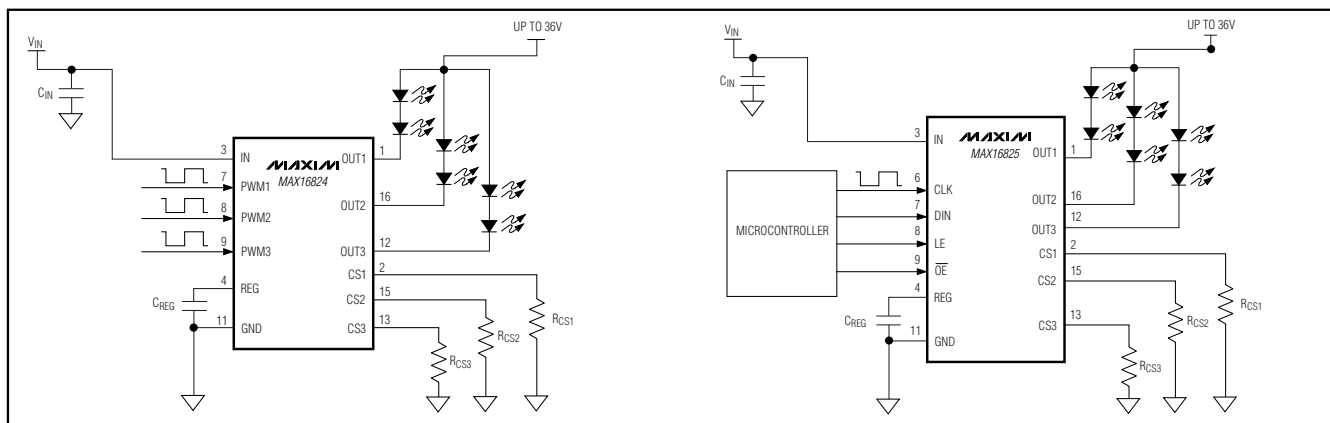 UP TO 36V
VIN
CIN
3
IN
MAXIM
MAX16824
OUT1
1
7
PWM1
8
PWM2
9
PWM3
OUT2
16
OUT3
12
CS1
2
4
REG
CS2
15
CREG
11
GND
CS3
13
RCS3
RCS2
RCS1
UP TO 36V
VIN
CIN
3
IN
MAXIM
MAX16825
OUT1
1
MICROCONTROLLER
6
CLK
7
DIN
8
LE
9
OE
OUT2
16
OUT3
12
CS1
2
CS2
15
4
REG
CREG
11
GND
CS3
13
RCS3
RCS2
RCS1